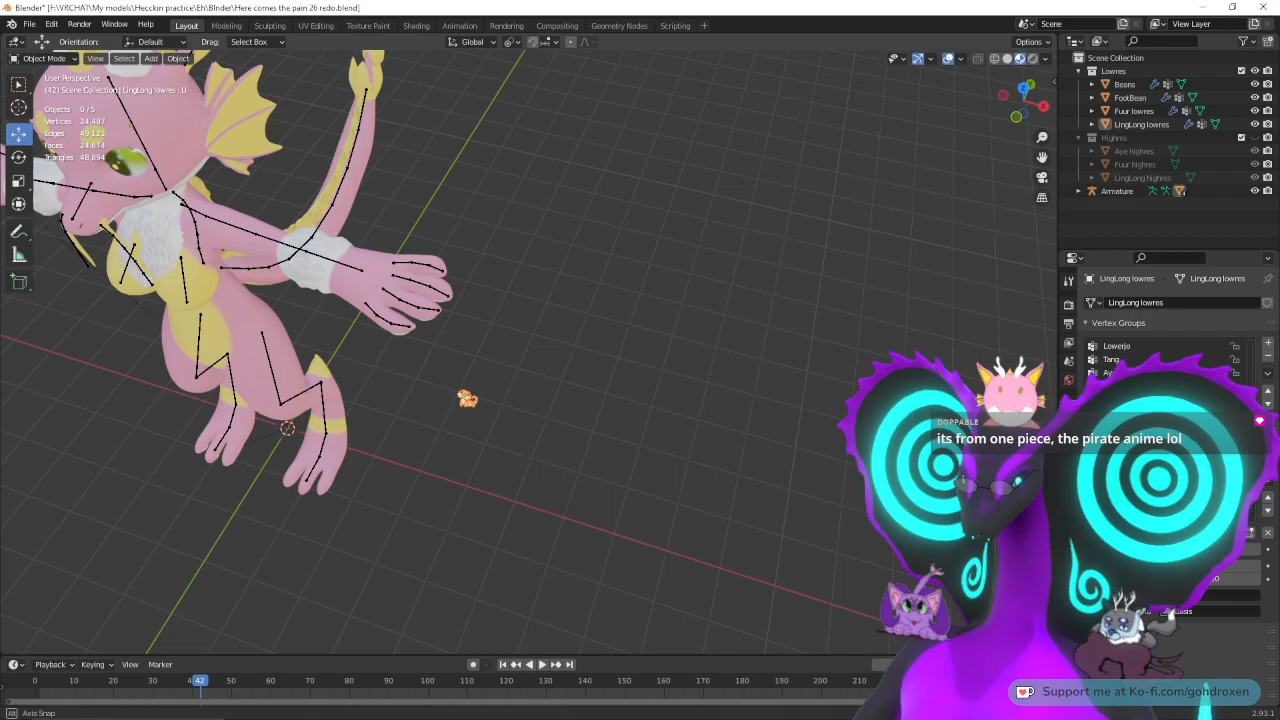 Blender* [F:\VRCHAT\My models\Hecckin practice\Eh\Blnder\Here comes the pain 26 redo.blend]
File Edit Render Window Help Layout Modeling Sculpting UV Editing Texture Paint Shading Animation Rendering Compositing Geometry Nodes Scripting + Scene View Layer
Orientation: Default Drag: Select Box Global Options
Object Mode View Select Add Object
User Perspective
(42) Scene Collection | LingLong lowres : U
Objects 0/5
Vertices 24,487
Edges 49,121
Faces 24,674
Triangles 48,894
Scene Collection
Lowres
Beans
FootBean
Fuur lowres
LingLong lowres
Highres
Aye highres
Fuur highres
LingLong highres
Armature
LingLong lowres LingLong lowres
LingLong lowres
Vertex Groups
Lowerjo
Tang
DOPPABLE
its from one piece, the pirate anime lol
Support me at Ko-fi.com/gohdroxen
Playback Keying View Marker
0 10 20 30 42 50 60 70 80 90 100 110 120 130 140 150 160 170 180 190 200 210
Axis Snap
2.93.1